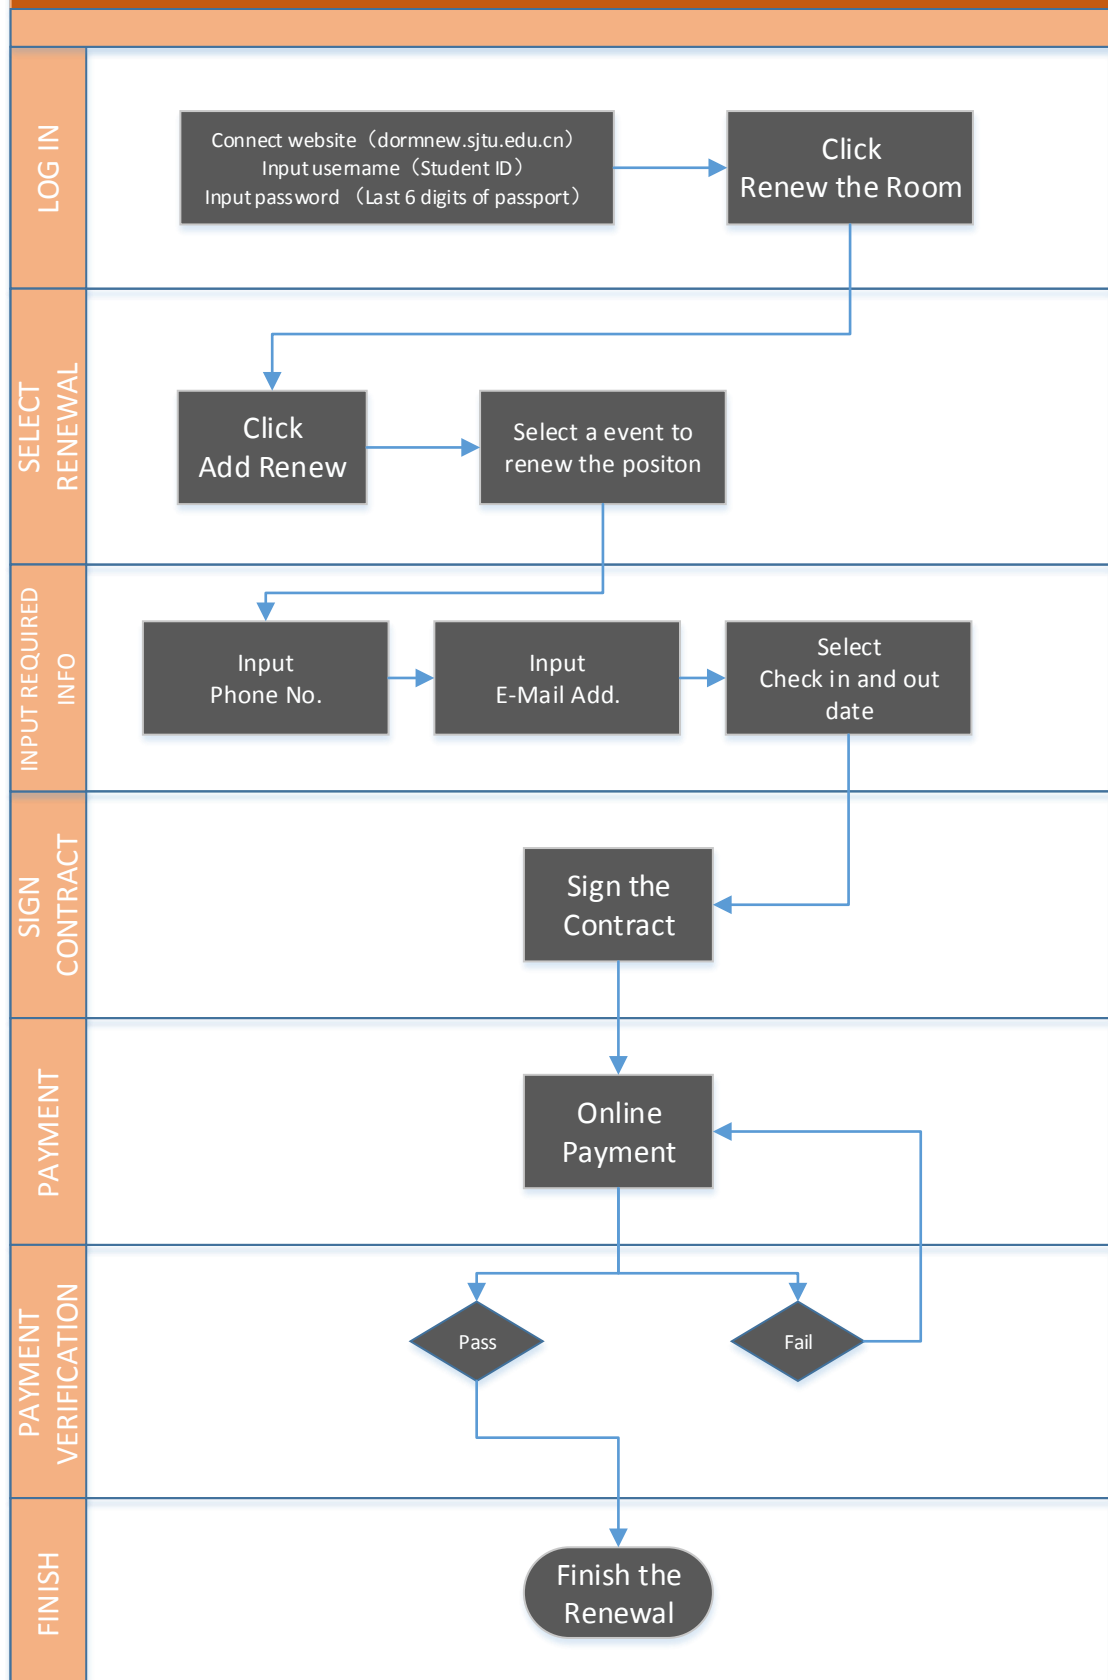 LOG IN
Connect website（dormnew.sjtu.edu.cn）
Input username（Student ID）
Input password （Last 6 digits of passport）
Click
Renew the Room
SELECT
RENEWAL
Click
Add Renew
Select a event to
renew the positon
INPUT REQUIRED
INFO
Input
Phone No.
Input
E-Mail Add.
Select
Check in and out
date
SIGN
CONTRACT
Sign the
Contract
PAYMENT
Online
Payment
PAYMENT
VERIFICATION
Pass
Fail
FINISH
Finish the
Renewal